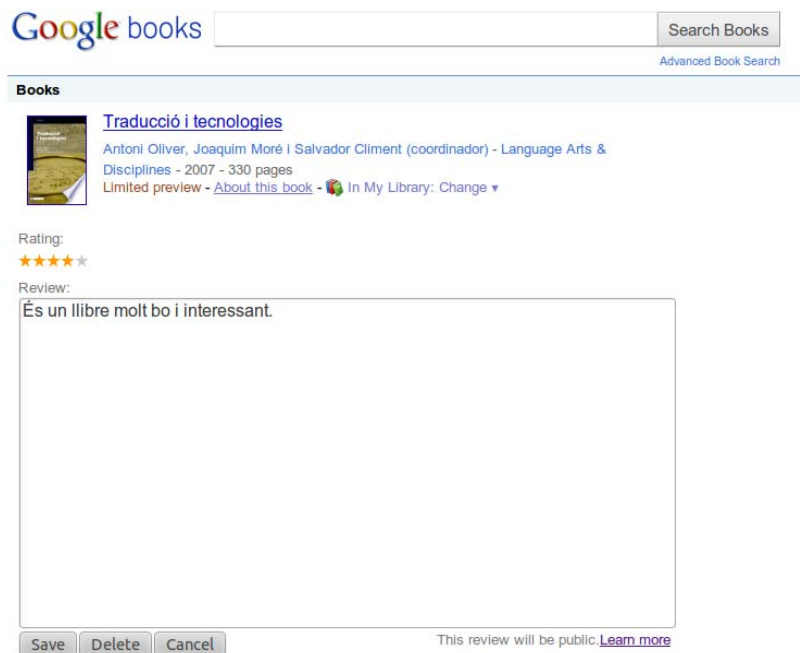 Google books
Search Books
Advanced Book Search
Books
Traducció i tecnologies
Antoni Oliver, Joaquim Moré i Salvador Climent (coordinador) - Language Arts &
Disciplines - 2007 - 330 pages
Limited preview - About this book - In My Library: Change ▾
Rating:
Review:
És un llibre molt bo i interessant.
Save Delete Cancel
This review will be public.Learn more